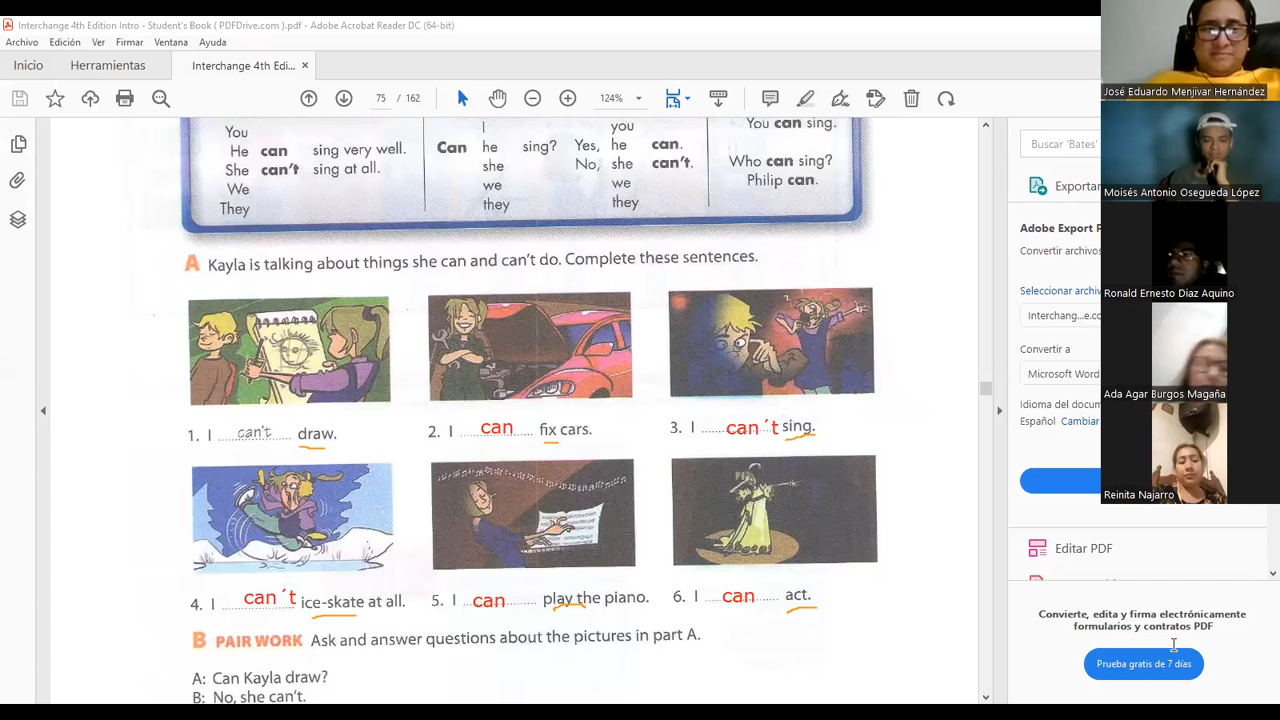 Interchange 4th Edition Intro - Student's Book ( PDFDrive.com ).pdf - Adobe Acrobat Reader DC (64-bit)
Archivo Edición Ver Firmar Ventana Ayuda
Inicio Herramientas Interchange 4th Edi... ×
75 162 124%
You
He can sing very well.
She can't sing at all.
We
They
I
Can he sing?
she
we
they
you
Yes, he can.
No, she can't.
we
they
You can sing.
Who can sing?
Philip can.
A Kayla is talking about things she can and can't do. Complete these sentences.
1. I can't draw.
2. I can fix cars.
3. I can´t sing.
4. I can´t ice-skate at all.
5. I can play the piano.
6. I can act.
B PAIR WORK Ask and answer questions about the pictures in part A.
A: Can Kayla draw?
B: No, she can't.
Buscar 'Bates'
Exportar
Adobe Export P
Convertir archivos
Seleccionar archiv
Interchang...e.co
Convertir a
Microsoft Word
Idioma del docum
Español Cambiar
Editar PDF
Convierte, edita y firma electrónicamente
formularios y contratos PDF
Prueba gratis de 7 días
José Eduardo Menjivar Hernández
Moisés Antonio Osegueda López
Ronald Ernesto Diaz Aquino
Ada Agar Burgos Magaña
Reinita Najarro